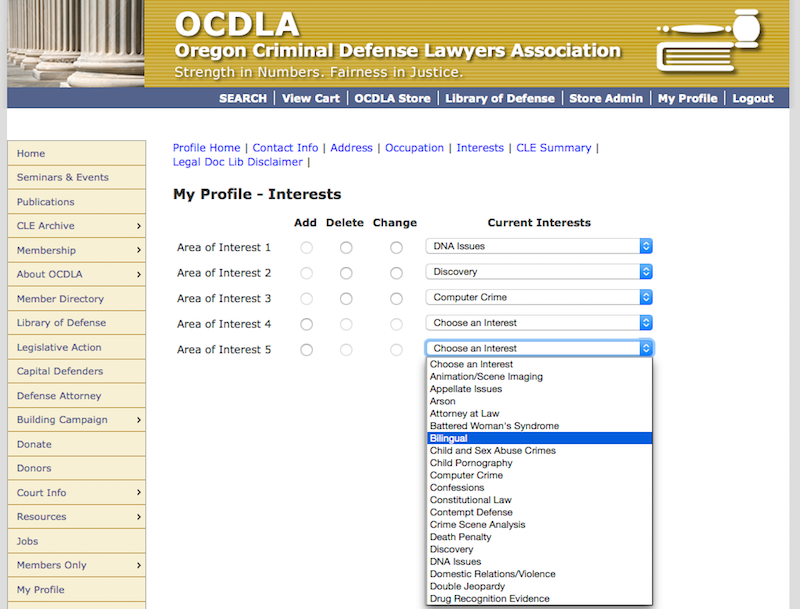 OCDLA
Oregon Criminal Defense Lawyers Association
Strength in Numbers. Fairness in Justice.
SEARCH | View Cart | OCDLA Store | Library of Defense | Store Admin | My Profile | Logout
Home
Seminars & Events
Publications
CLE Archive
Membership
About OCDLA
Member Directory
Library of Defense
Legislative Action
Capital Defenders
Defense Attorney
Building Campaign
Donate
Donors
Court Info
Resources
Jobs
Members Only
My Profile
Profile Home | Contact Info | Address | Occupation | Interests | CLE Summary |
Legal Doc Lib Disclaimer |
My Profile - Interests
Add Delete Change Current Interests
Area of Interest 1 DNA Issues
Area of Interest 2 Discovery
Area of Interest 3 Computer Crime
Area of Interest 4 Choose an Interest
Area of Interest 5 Choose an Interest
Choose an Interest
Animation/Scene Imaging
Appellate Issues
Arson
Attorney at Law
Battered Woman's Syndrome
Bilingual
Child and Sex Abuse Crimes
Child Pornography
Computer Crime
Confessions
Constitutional Law
Contempt Defense
Crime Scene Analysis
Death Penalty
Discovery
DNA Issues
Domestic Relations/Violence
Double Jeopardy
Drug Recognition Evidence